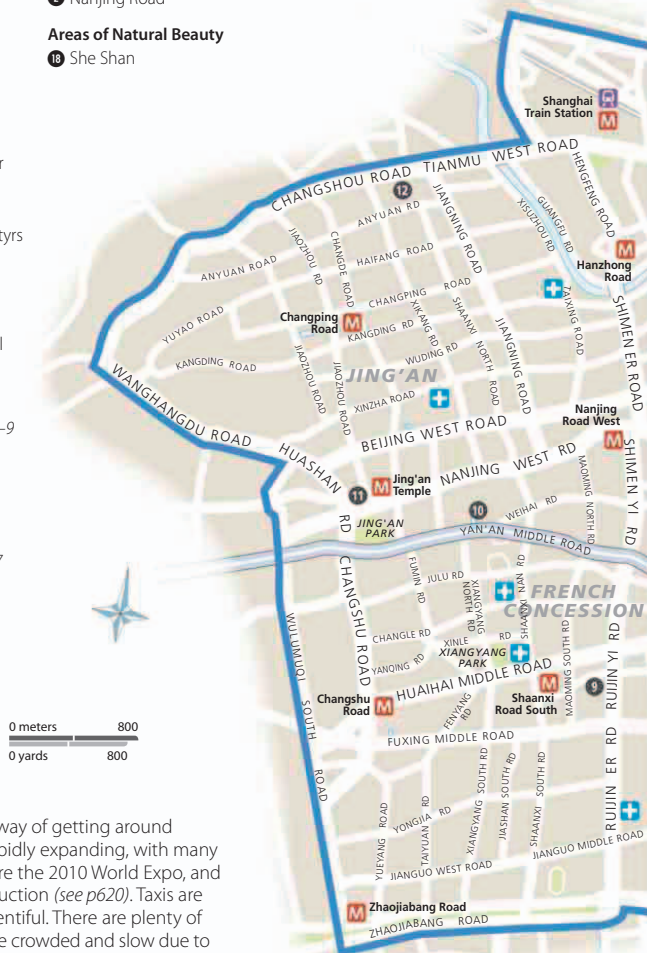 2 Nanjing Road
Areas of Natural Beauty
18 She Shan
r
tyrs
l
–9
0 meters 800
0 yards 800
way of getting around
pidly expanding, with many
re the 2010 World Expo, and
uction (see p620). Taxis are
entiful. There are plenty of
e crowded and slow due to
Shanghai
Train Station
M
CHANGSHOU ROAD
TIANMU WEST ROAD
HENGFENG ROAD
12
ANYUAN RD
JIANGNING ROAD
XISUZHOU RD
GUANGFU RD
Hanzhong
Road
M
JIAOZHOU RD
CHANGDE ROAD
HAIFANG ROAD
ANYUAN ROAD
CHANGPING ROAD
TAIXING ROAD
SHIMEN ER ROAD
YUYAO ROAD
Changping
Road
M
KANGDING RD
XIKANG RD
SHAANXI NORTH ROAD
JIANGNING ROAD
KANGDING ROAD
JIAOZHOU ROAD
JIAOZHOU ROAD
WUDING RD
JING'AN
XINZHA ROAD
WANGHANGDU ROAD
BEIJING WEST ROAD
Nanjing
Road West
M
HUASHAN RD
11
M
Jing'an
Temple
NANJING WEST RD
MAOMING NORTH RD
SHIMEN YI RD
10
WEIHAI RD
JING'AN
PARK
YAN'AN MIDDLE ROAD
CHANGSHU ROAD
FUMIN RD
JULU RD
XIANGYANG NORTH RD
SHAANXI NAN RD
FRENCH
CONCESSION
WULUMUQI SOUTH ROAD
CHANGLE RD
XINLE RD
XIANGYANG
PARK
YANQING RD
MAOMING SOUTH RD
RUIJIN YI RD
HUAIHAI MIDDLE ROAD
Changshu
Road
M
M
Shaanxi
Road South
9
FENYANG RD
FUXING MIDDLE ROAD
RUIJIN ER RD
RUIJIN ER ROAD
YUEYANG ROAD
YONGJIA RD
TAIYUAN RD
XIANGYANG SOUTH RD
JIASHAN SOUTH RD
SHAANXI SOUTH RD
JIANGUO WEST ROAD
JIANGUO MIDDLE ROAD
M
Zhaojiabang Road
ZHAOJIABANG ROAD